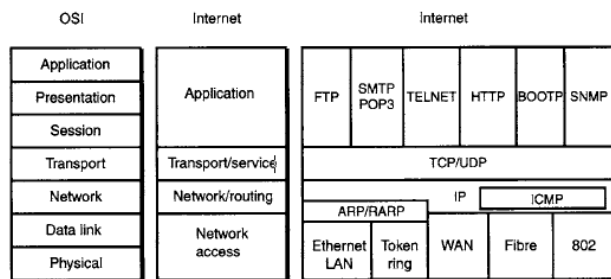 OSI
Internet
Internet
Application
Presentation
Session
Transport
Network
Data link
Physical
Application
Transport/service
Network/routing
Network
access
FTP
SMTP
POP3
TELNET
HTTP
BOOTP
SNMP
TCP/UDP
IP
ICMP
ARP/RARP
Ethernet
LAN
Token
ring
WAN
Fibre
802